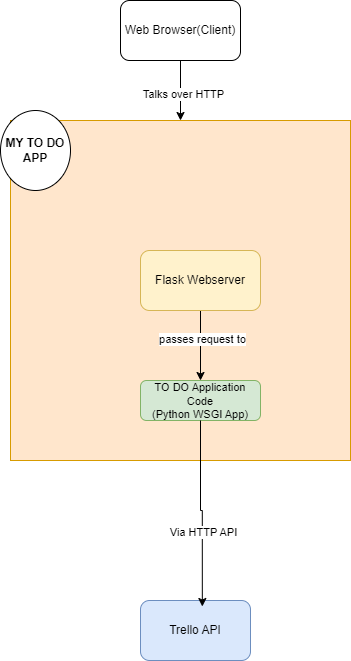 Web Browser(Client)
Talks over HTTP
MY TO DO
APP
Flask Webserver
passes request to
TO DO Application
Code
(Python WSGI App)
Via HTTP API
Trello API